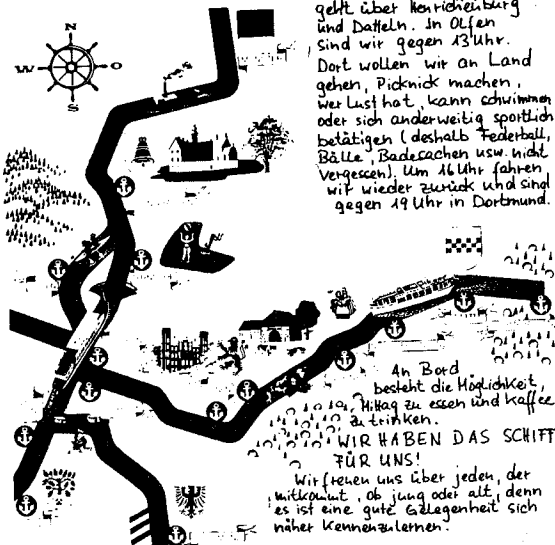 geht über Henrichenburg
und Datteln. In Olfen
sind wir gegen 13 Uhr.
Dort wollen wir an Land
gehen, Picknick machen,
wer Lust hat, kann schwimmen
oder sich anderweitig sportlich
betätigen (deshalb Federball,
Bälle, Badesachen usw. nicht
vergessen). Um 16 Uhr fahren
wir wieder zurück und sind
gegen 19 Uhr in Dortmund.
N
W O
S
An Bord
besteht die Möglichkeit,
Mittag zu essen und Kaffee
zu trinken.
WIR HABEN DAS SCHIFF
FÜR UNS!
Wir freuen uns über jeden, der
mitkommt, ob jung oder alt, denn
es ist eine gute Gelegenheit sich
näher kennenzulernen.